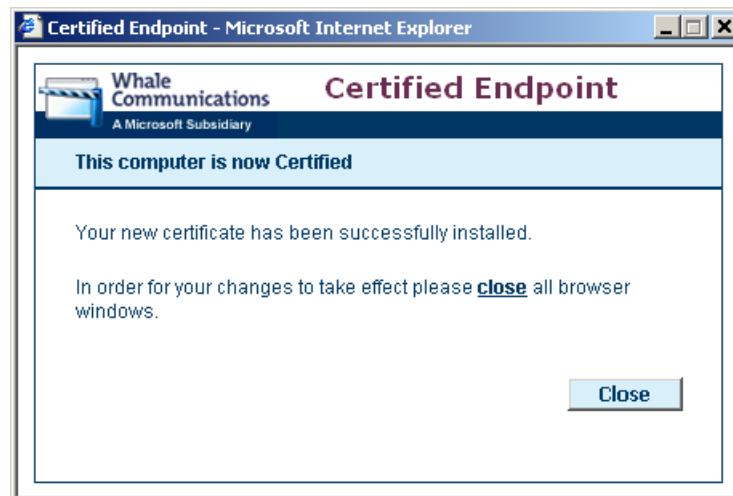 Certified Endpoint - Microsoft Internet Explorer
Whale
Communications
A Microsoft Subsidiary
Certified Endpoint
This computer is now Certified
Your new certificate has been successfully installed.
In order for your changes to take effect please close all browser
windows.
Close